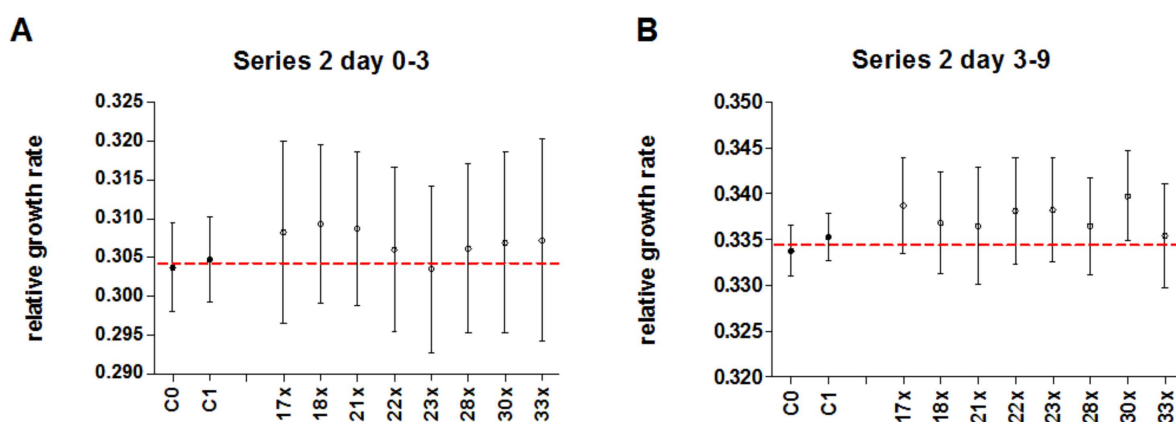 A
Series 2 day 0-3
relative growth rate
0.325
0.320
0.315
0.310
0.305
0.300
0.295
0.290
C0
C1
17x
18x
21x
22x
23x
28x
30x
33x
B
Series 2 day 3-9
relative growth rate
0.350
0.345
0.340
0.335
0.330
0.325
0.320
C0
C1
17x
18x
21x
22x
23x
28x
30x
33x